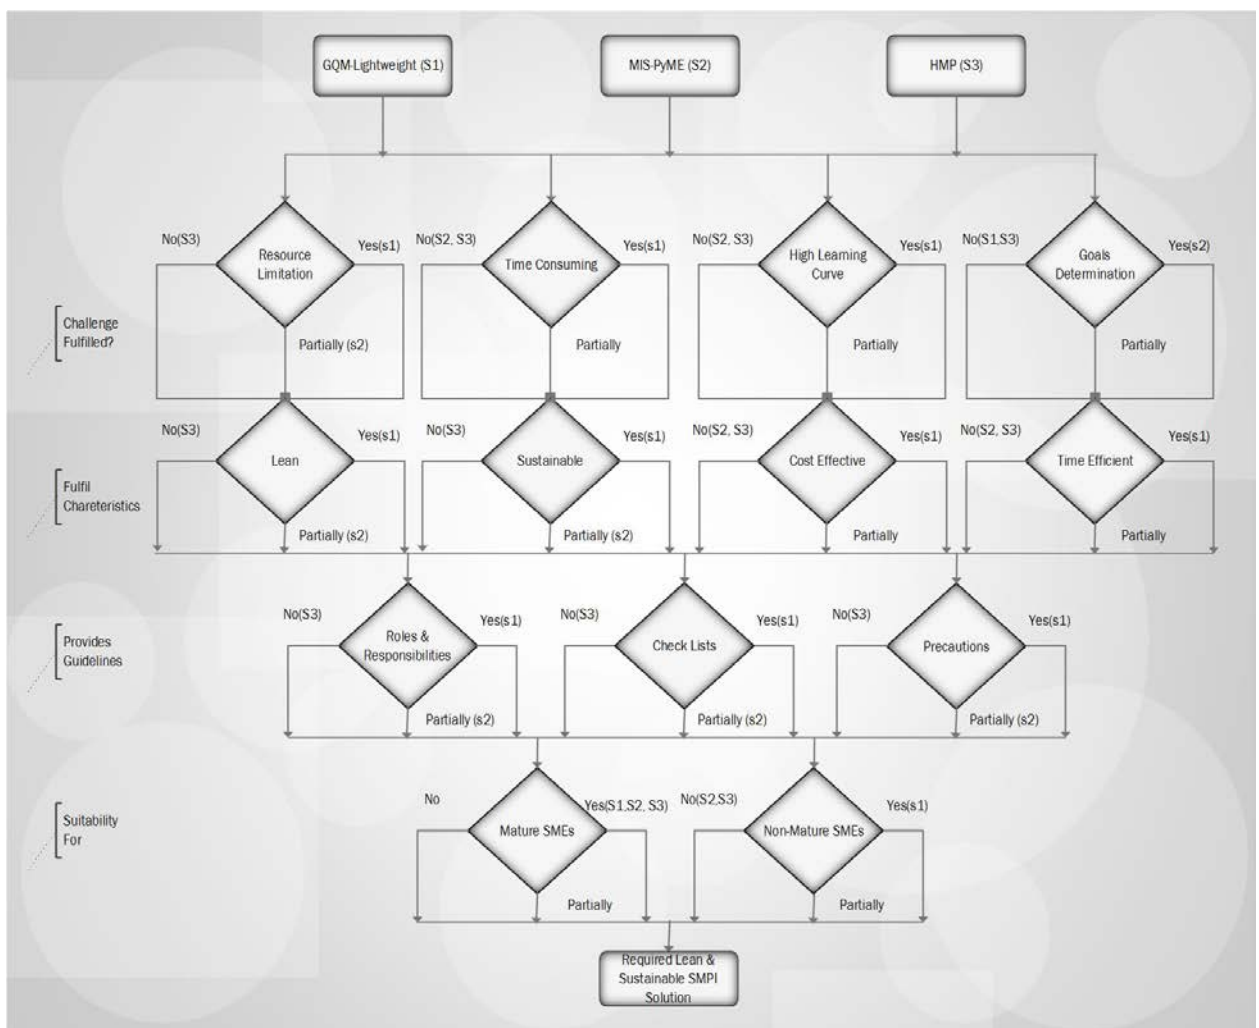 GQM-Lightweight (S1)
MIS-PyME (S2)
HMP (S3)
No(S3)
Resource
Limitation
Yes(s1)
Partially (s2)
No(S2, S3)
Time Consuming
Yes(s1)
Partially
No(S2, S3)
High Learning
Curve
Yes(s1)
Partially
No(S1,S3)
Goals
Determination
Yes(s2)
Partially
Challenge
Fulfilled?
No(S3)
Lean
Yes(s1)
Partially (s2)
No(S3)
Sustainable
Yes(s1)
Partially (s2)
No(S2, S3)
Cost Effective
Yes(s1)
Partially
No(S2, S3)
Time Efficient
Yes(s1)
Partially
Fulfil
Chareteristics
No(S3)
Roles &
Responsibilities
Yes(s1)
Partially (s2)
No(S3)
Check Lists
Yes(s1)
Partially (s2)
No(S3)
Precautions
Yes(s1)
Partially (s2)
Provides
Guidelines
No
Mature SMEs
Yes(S1,S2, S3)
Partially
No(S2,S3)
Non-Mature SMEs
Yes(s1)
Partially
Suitability
For
Required Lean &
Sustainable SMPI
Solution